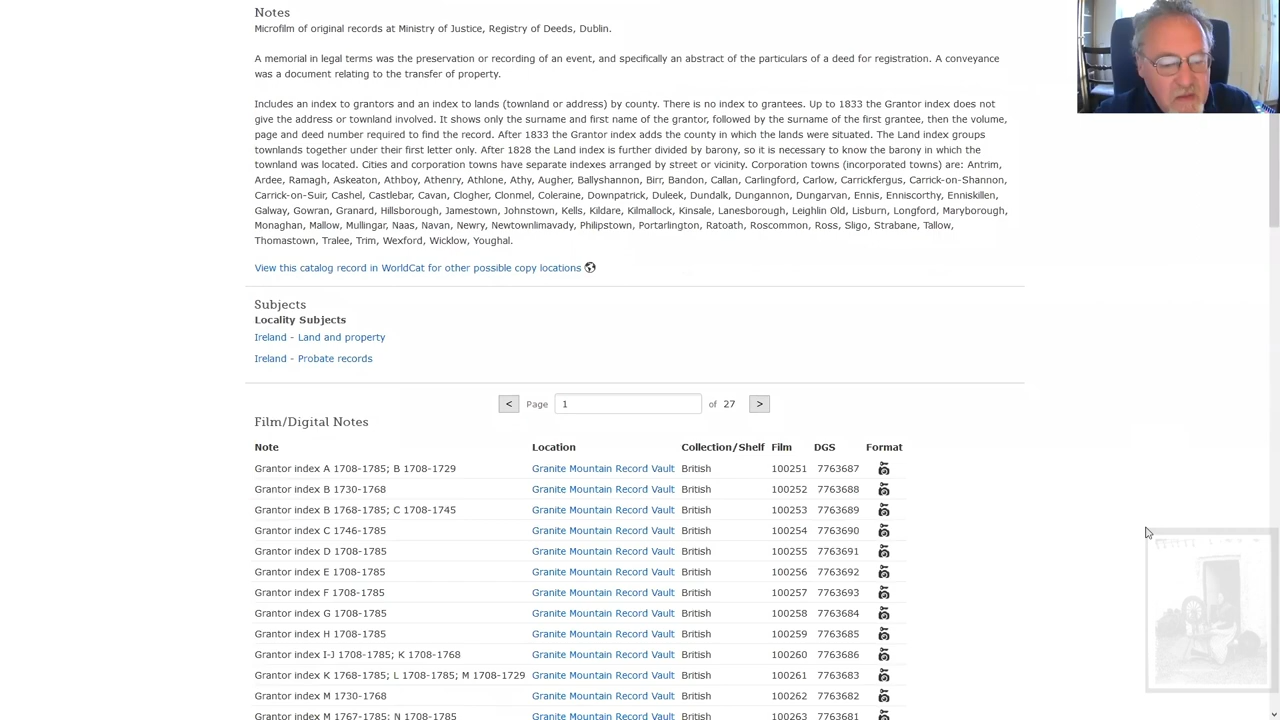 Notes
Microfilm of original records at Ministry of Justice, Registry of Deeds, Dublin.
A memorial in legal terms was the preservation or recording of an event, and specifically an abstract of the particulars of a deed for registration. A conveyance
was a document relating to the transfer of property.
Includes an index to grantors and an index to lands (townland or address) by county. There is no index to grantees. Up to 1833 the Grantor index does not
give the address or townland involved. It shows only the surname and first name of the grantor, followed by the surname of the first grantee, then the volume,
page and deed number required to find the record. After 1833 the Grantor index adds the county in which the lands were situated. The Land index groups
townlands together under their first letter only. After 1828 the Land index is further divided by barony, so it is necessary to know the barony in which the
townland was located. Cities and corporation towns have separate indexes arranged by street or vicinity. Corporation towns (incorporated towns) are: Antrim,
Ardee, Ramagh, Askeaton, Athboy, Athenry, Athlone, Athy, Augher, Ballyshannon, Birr, Bandon, Callan, Carlingford, Carlow, Carrickfergus, Carrick-on-Shannon,
Carrick-on-Suir, Cashel, Castlebar, Cavan, Clogher, Clonmel, Coleraine, Downpatrick, Duleek, Dundalk, Dungannon, Dungarvan, Ennis, Enniscorthy, Enniskillen,
Galway, Gowran, Granard, Hillsborough, Jamestown, Johnstown, Kells, Kildare, Kilmallock, Kinsale, Lanesborough, Leighlin Old, Lisburn, Longford, Maryborough,
Monaghan, Mallow, Mullingar, Naas, Navan, Newry, Newtownlimavady, Philipstown, Portarlington, Ratoath, Roscommon, Ross, Sligo, Strabane, Tallow,
Thomastown, Tralee, Trim, Wexford, Wicklow, Youghal.
View this catalog record in WorldCat for other possible copy locations
Subjects
Locality Subjects
Ireland - Land and property
Ireland - Probate records
< Page 1 of 27 >
Film/Digital Notes
Note Location Collection/Shelf Film DGS Format
Grantor index A 1708-1785; B 1708-1729 Granite Mountain Record Vault British 100251 7763687
Grantor index B 1730-1768 Granite Mountain Record Vault British 100252 7763688
Grantor index B 1768-1785; C 1708-1745 Granite Mountain Record Vault British 100253 7763689
Grantor index C 1746-1785 Granite Mountain Record Vault British 100254 7763690
Grantor index D 1708-1785 Granite Mountain Record Vault British 100255 7763691
Grantor index E 1708-1785 Granite Mountain Record Vault British 100256 7763692
Grantor index F 1708-1785 Granite Mountain Record Vault British 100257 7763693
Grantor index G 1708-1785 Granite Mountain Record Vault British 100258 7763684
Grantor index H 1708-1785 Granite Mountain Record Vault British 100259 7763685
Grantor index I-J 1708-1785; K 1708-1768 Granite Mountain Record Vault British 100260 7763686
Grantor index K 1768-1785; L 1708-1785; M 1708-1729 Granite Mountain Record Vault British 100261 7763683
Grantor index M 1730-1768 Granite Mountain Record Vault British 100262 7763682
Grantor index M 1767-1785; N 1708-1785 Granite Mountain Record Vault British 100263 7763681